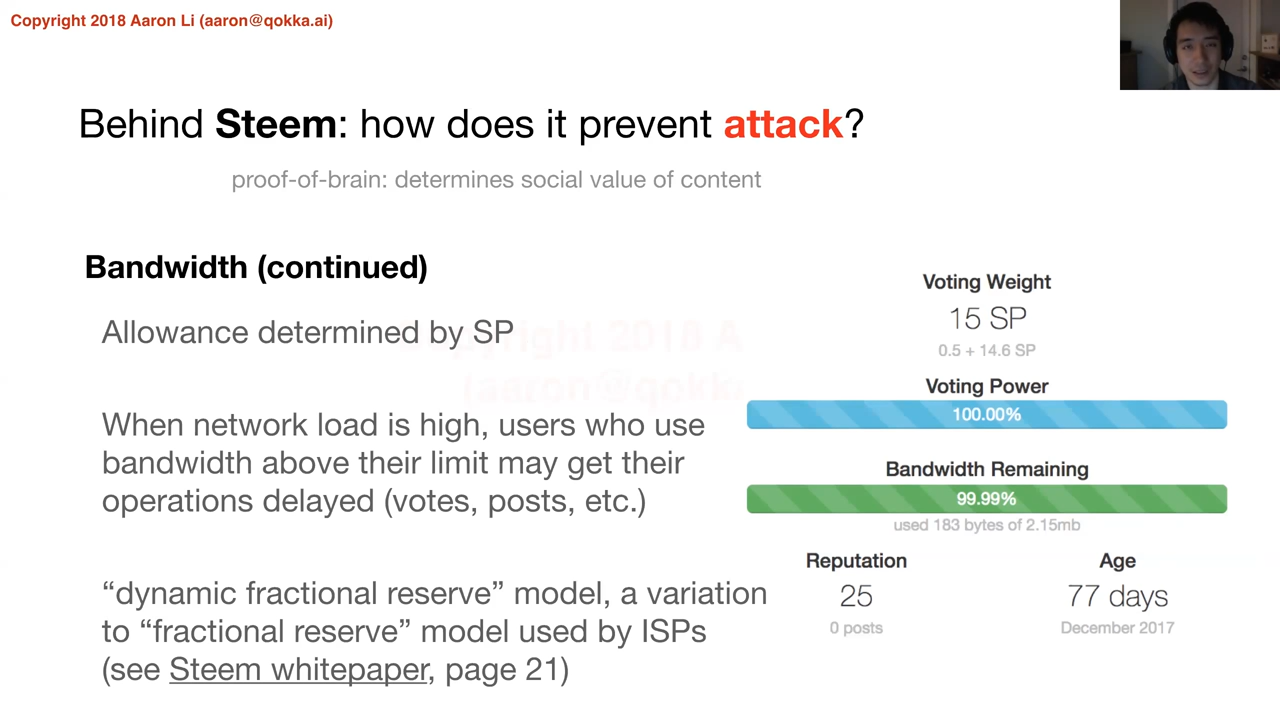 Copyright 2018 Aaron Li (aaron@qokka.ai)
Behind Steem: how does it prevent attack?
proof-of-brain: determines social value of content
Bandwidth (continued)
Allowance determined by SP
When network load is high, users who use
bandwidth above their limit may get their
operations delayed (votes, posts, etc.)
“dynamic fractional reserve” model, a variation
to “fractional reserve” model used by ISPs
(see Steem whitepaper, page 21)
Copyright 2018 A
(aaron@qokka
Voting Weight
15 SP
0.5 + 14.6 SP
Voting Power
100.00%
Bandwidth Remaining
99.99%
used 183 bytes of 2.15mb
Reputation
Age
25
77 days
0 posts
December 2017